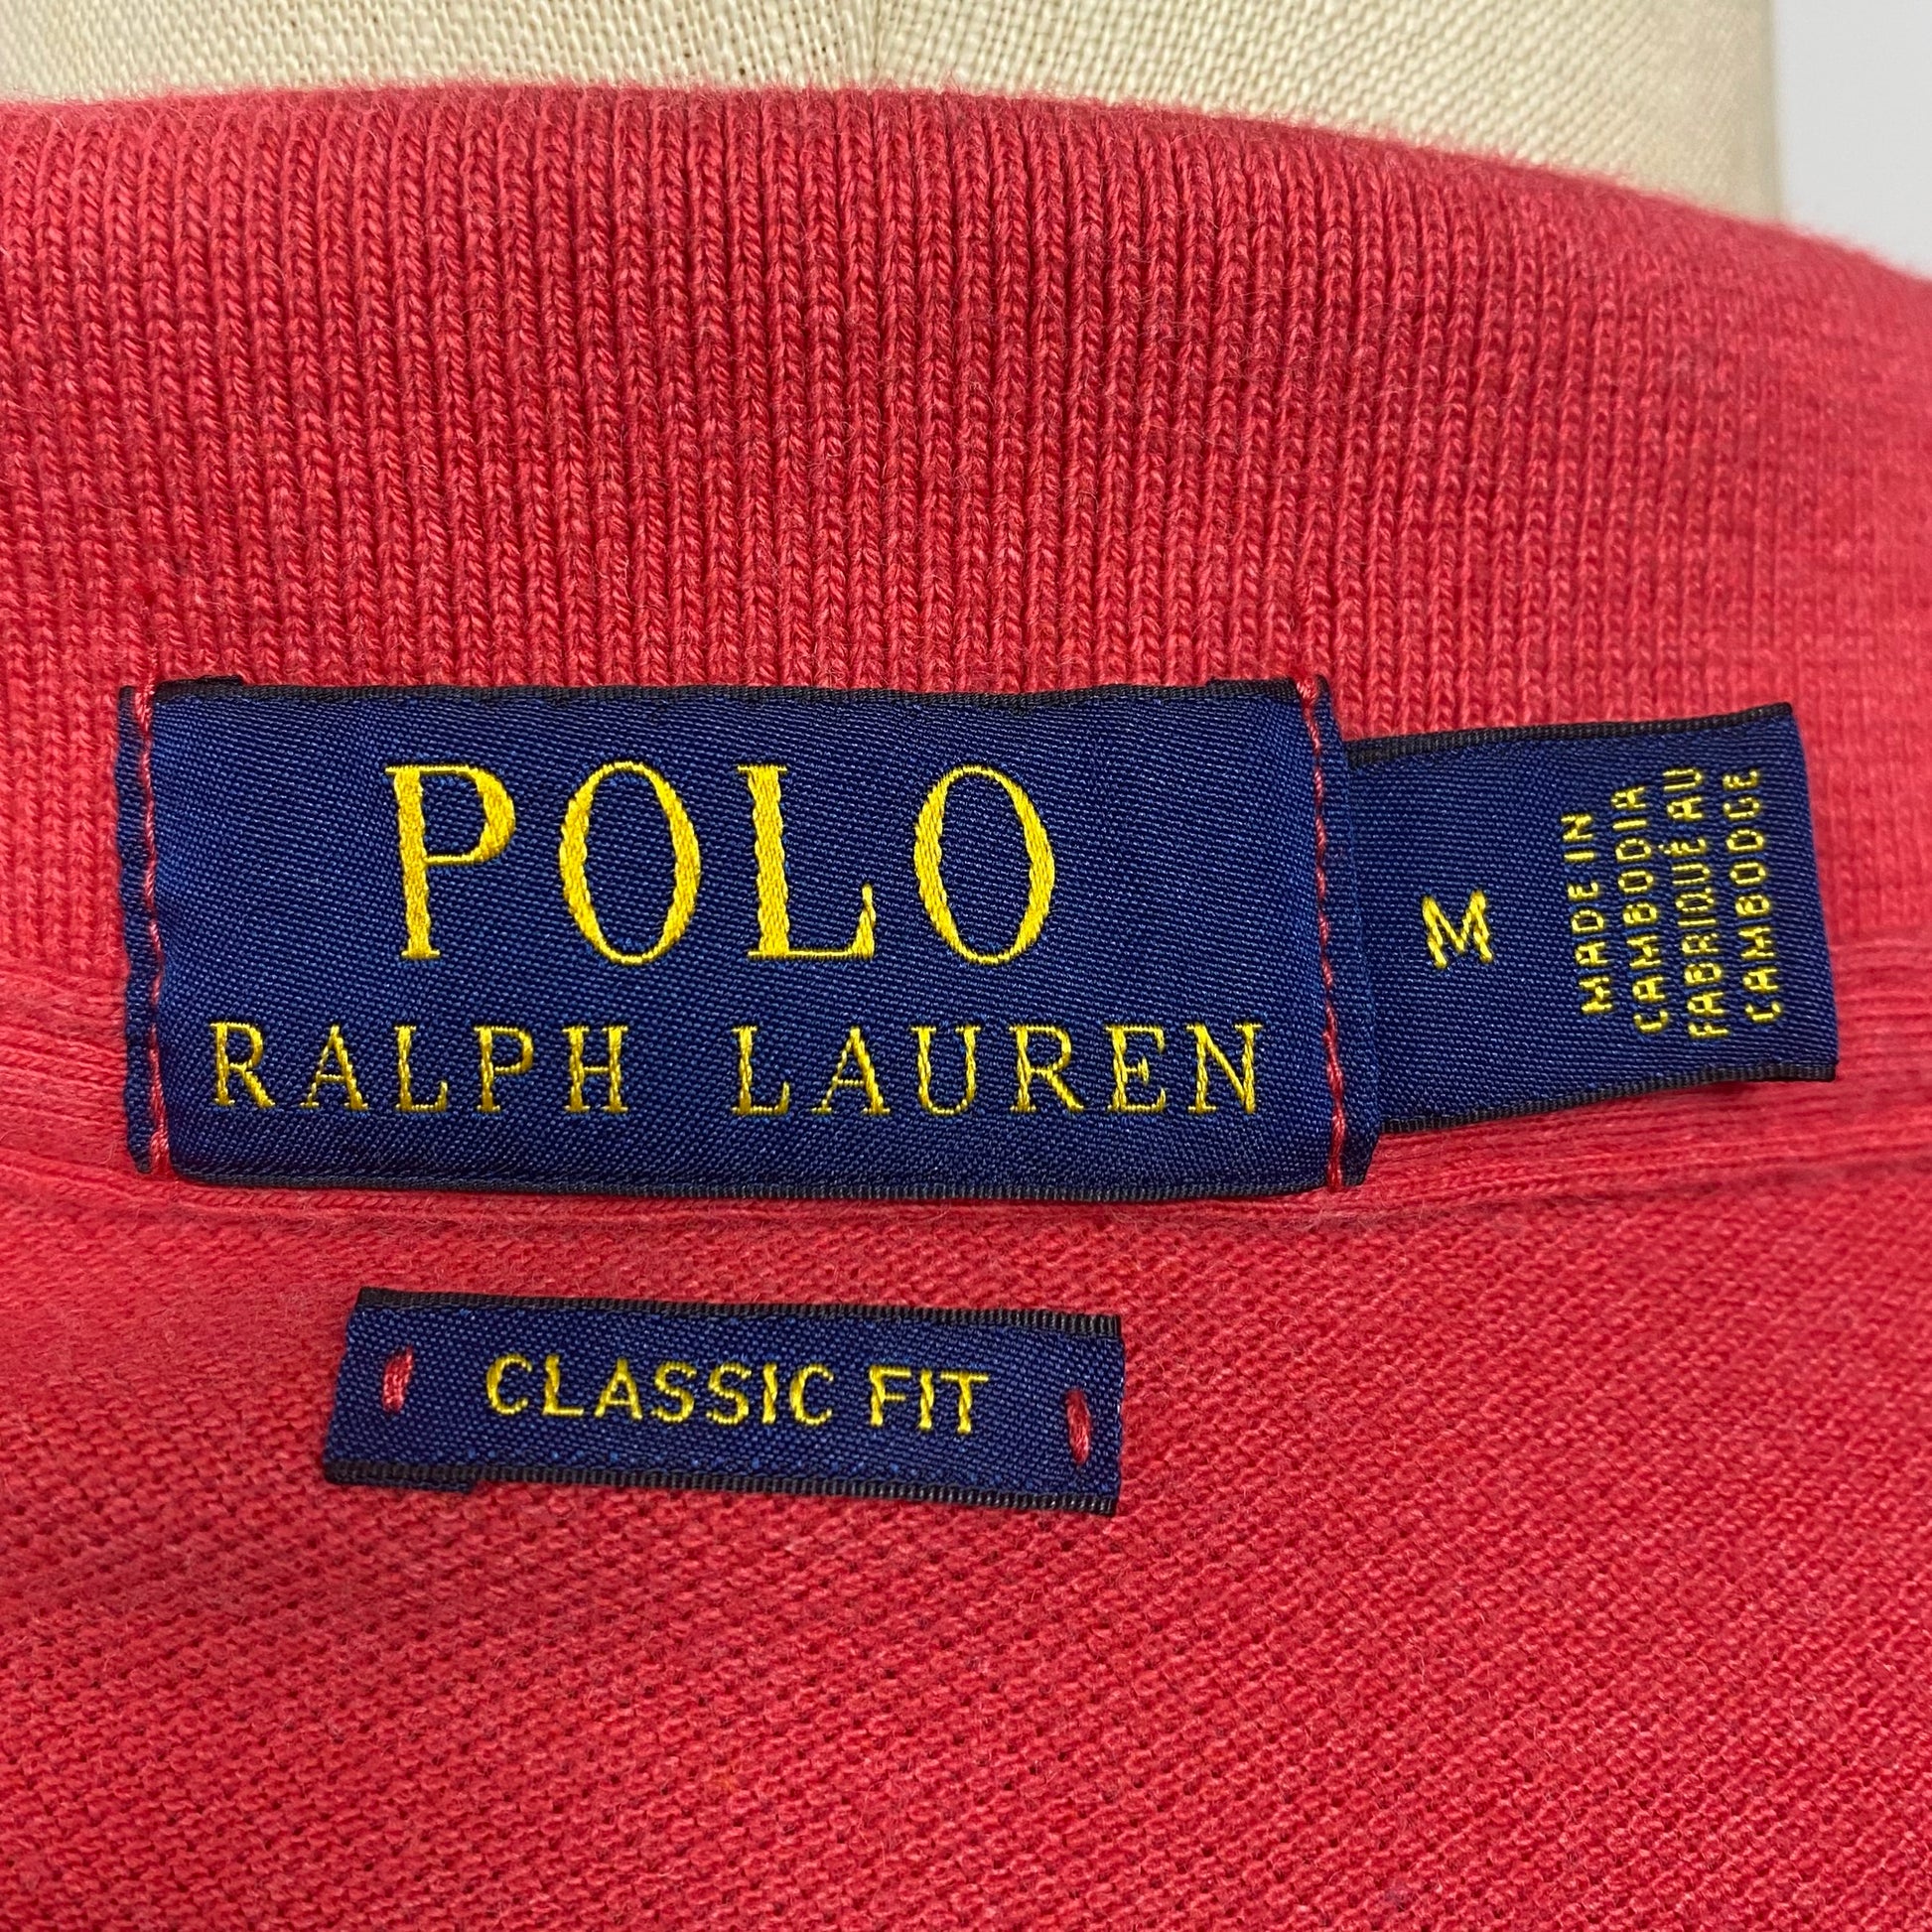 POLO
RALPH LAUREN
M
MADE IN
CAMBODIA
FABRIQUÉ AU
CAMBODGE
CLASSIC FIT